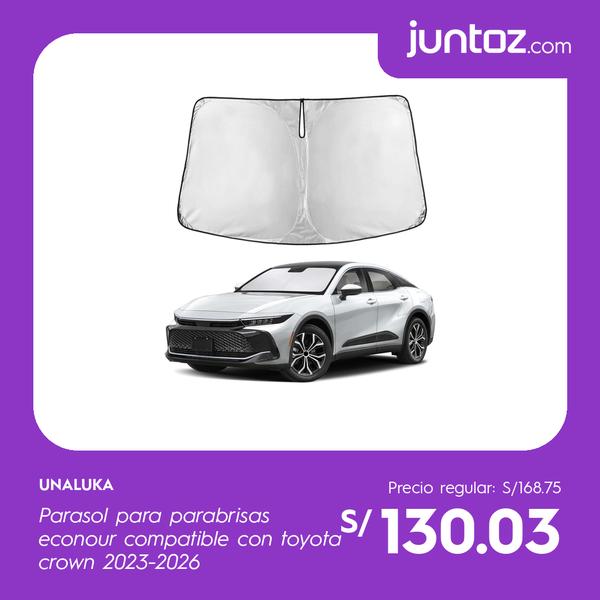 juntoz.com
UNALUKA
Parasol para parabrisas
econour compatible con toyota
crown 2023-2026
Precio regular: S/168.75
S/130.03